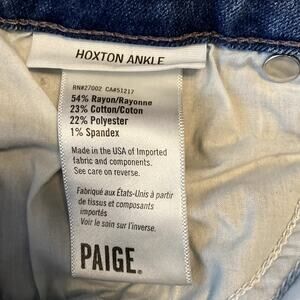 HOXTON ANKLE
RN#27002 CA#51217
54% Rayon/Rayonne
23% Cotton/Coton
22% Polyester
1% Spandex
Made in the USA of Imported
fabric and components.
See care on reverse.
Fabriqué aux États-Unis à partir
de tissus et composants
importés
Voir le soin sur l'inverse.
PAIGE.